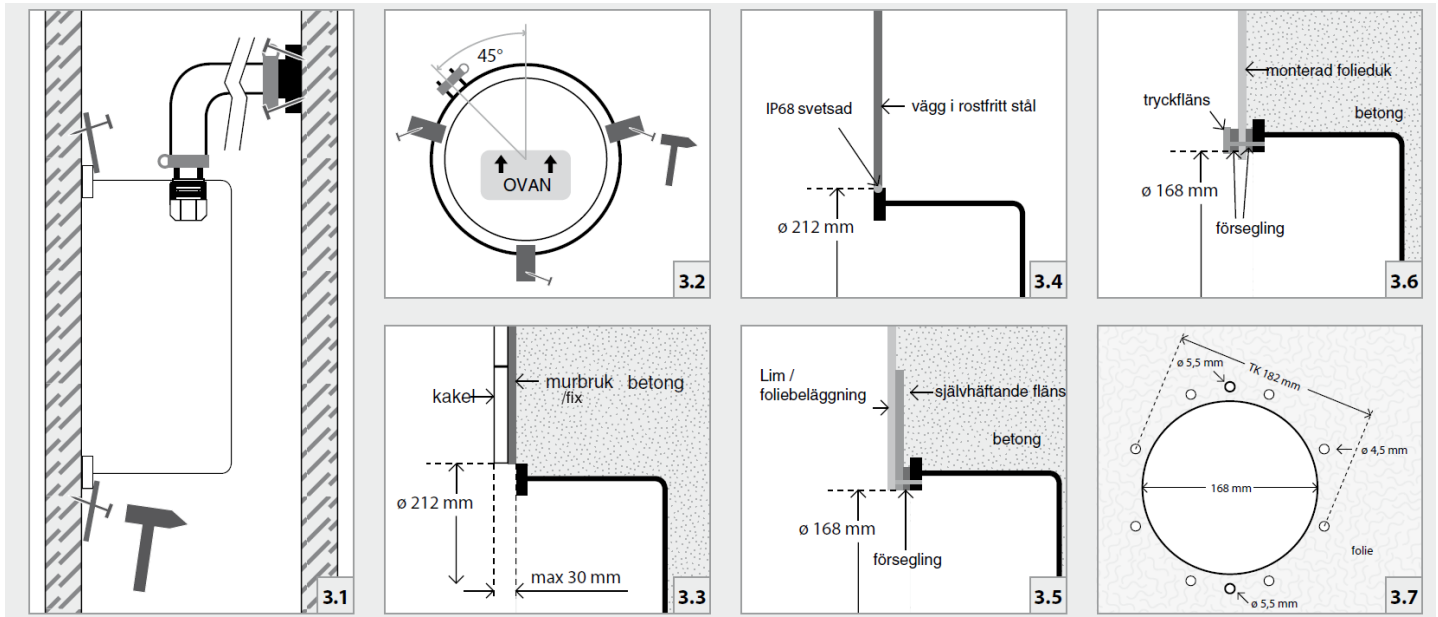 3.1
45°
OVAN
3.2
kakel
murbruk
/fix
betong
ø 212 mm
max 30 mm
3.3
IP68 svetsad
vägg i rostfritt stål
ø 212 mm
3.4
Lim /
foliebeläggning
självhäftande fläns
betong
ø 168 mm
försegling
3.5
monterad folieduk
tryckfläns
betong
ø 168 mm
försegling
3.6
ø 5,5 mm
TK 182 mm
ø 4,5 mm
168 mm
folie
ø 5,5 mm
3.7